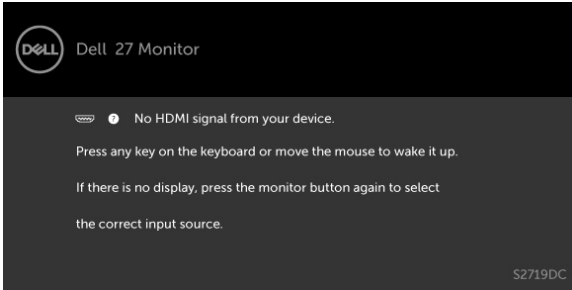 DELL
Dell 27 Monitor
? No HDMI signal from your device.
Press any key on the keyboard or move the mouse to wake it up.
If there is no display, press the monitor button again to select
the correct input source.
S2719DC